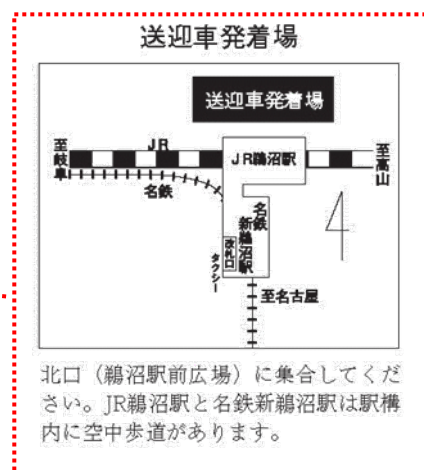 送迎車発着場
送迎車発着場
至岐阜
JR
JR鵜沼駅
至高山
名鉄
名鉄
新鵜沼駅
改札口
タクシー
至名古屋
北口（鵜沼駅前広場）に集合してくだ
さい。JR鵜沼駅と名鉄新鵜沼駅は駅構
内に空中歩道があります。